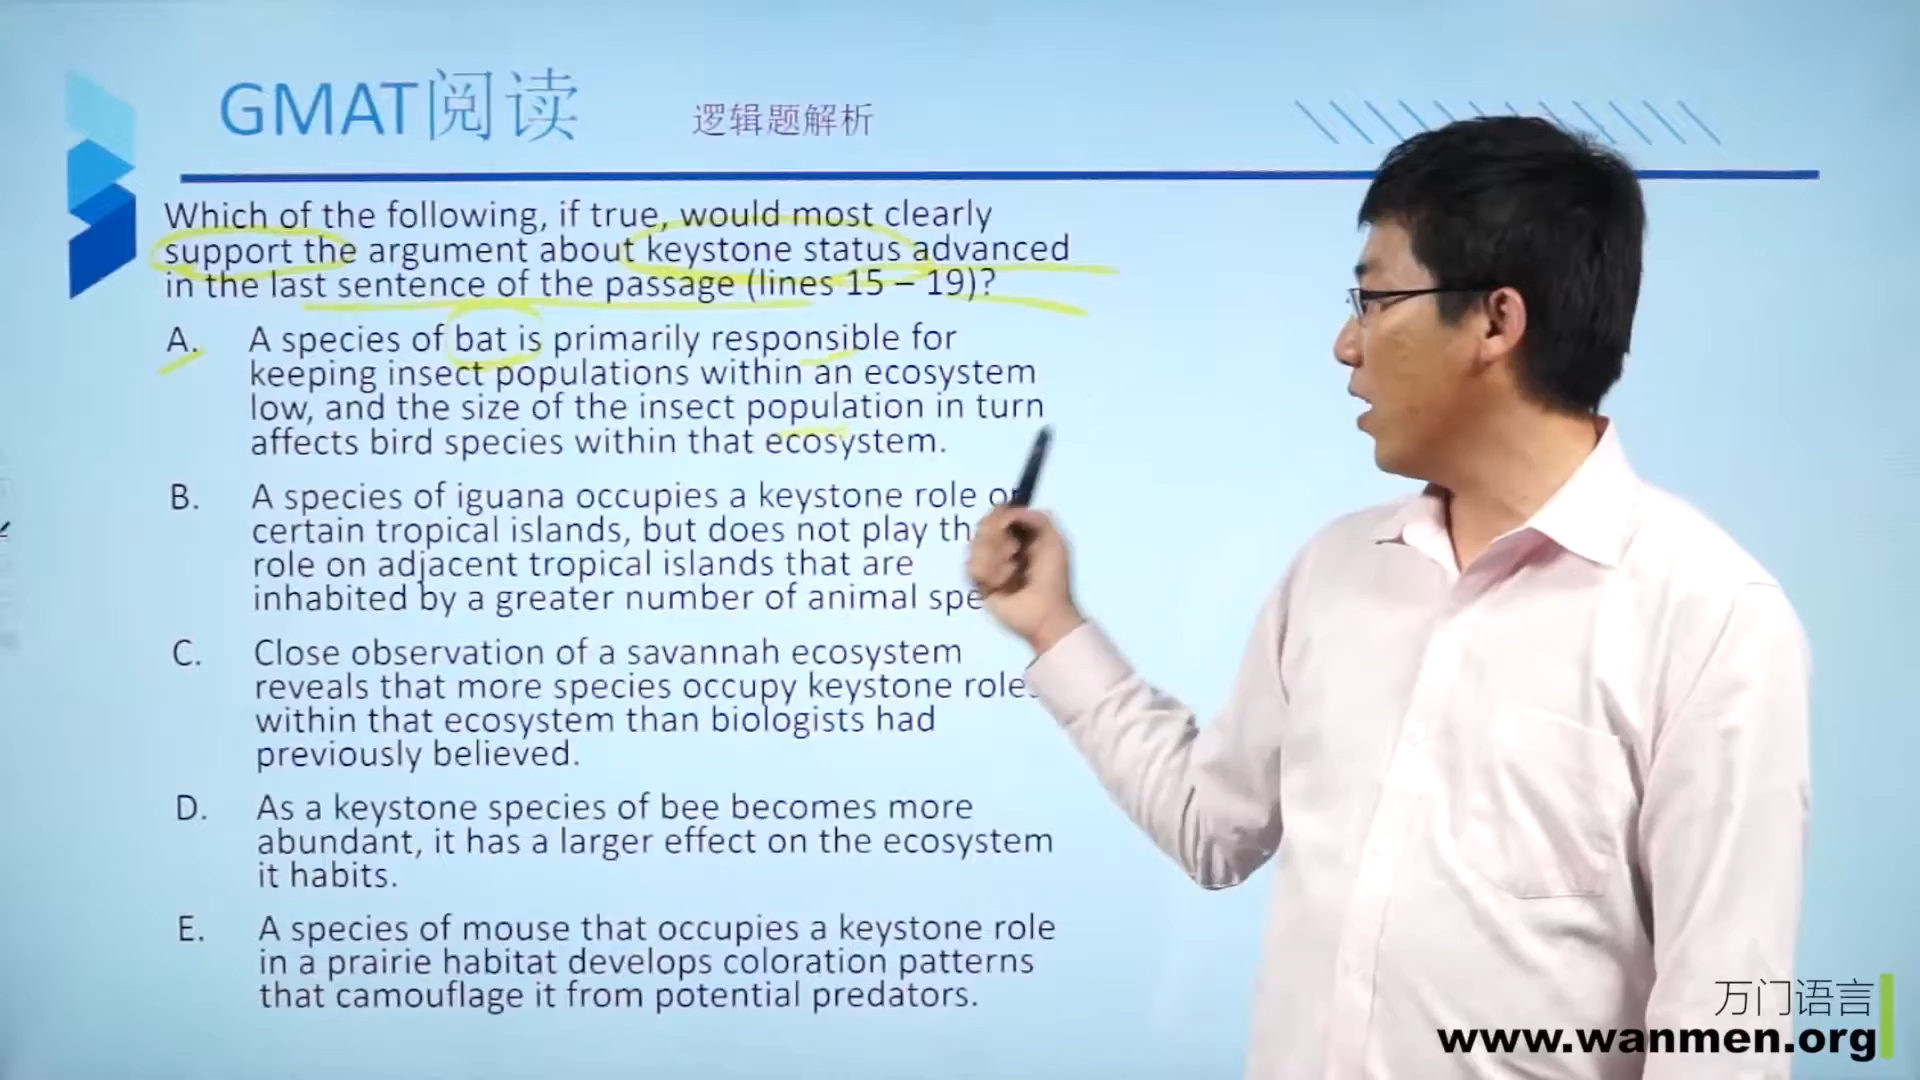 GMAT阅读
逻辑题解析
Which of the following, if true, would most clearly
support the argument about keystone status advanced
in the last sentence of the passage (lines 15 – 19)?
A. A species of bat is primarily responsible for
keeping insect populations within an ecosystem
low, and the size of the insect population in turn
affects bird species within that ecosystem.
B. A species of iguana occupies a keystone role
certain tropical islands, but does not play
role on adjacent tropical islands that are
inhabited by a greater number of animal
C. Close observation of a savannah ecosystem
reveals that more species occupy keystone
within that ecosystem than biologists had
previously believed.
D. As a keystone species of bee becomes more
abundant, it has a larger effect on the ecosystem
it habits.
E. A species of mouse that occupies a keystone role
in a prairie habitat develops coloration patterns
that camouflage it from potential predators.
万门语言
www.wanmen.org